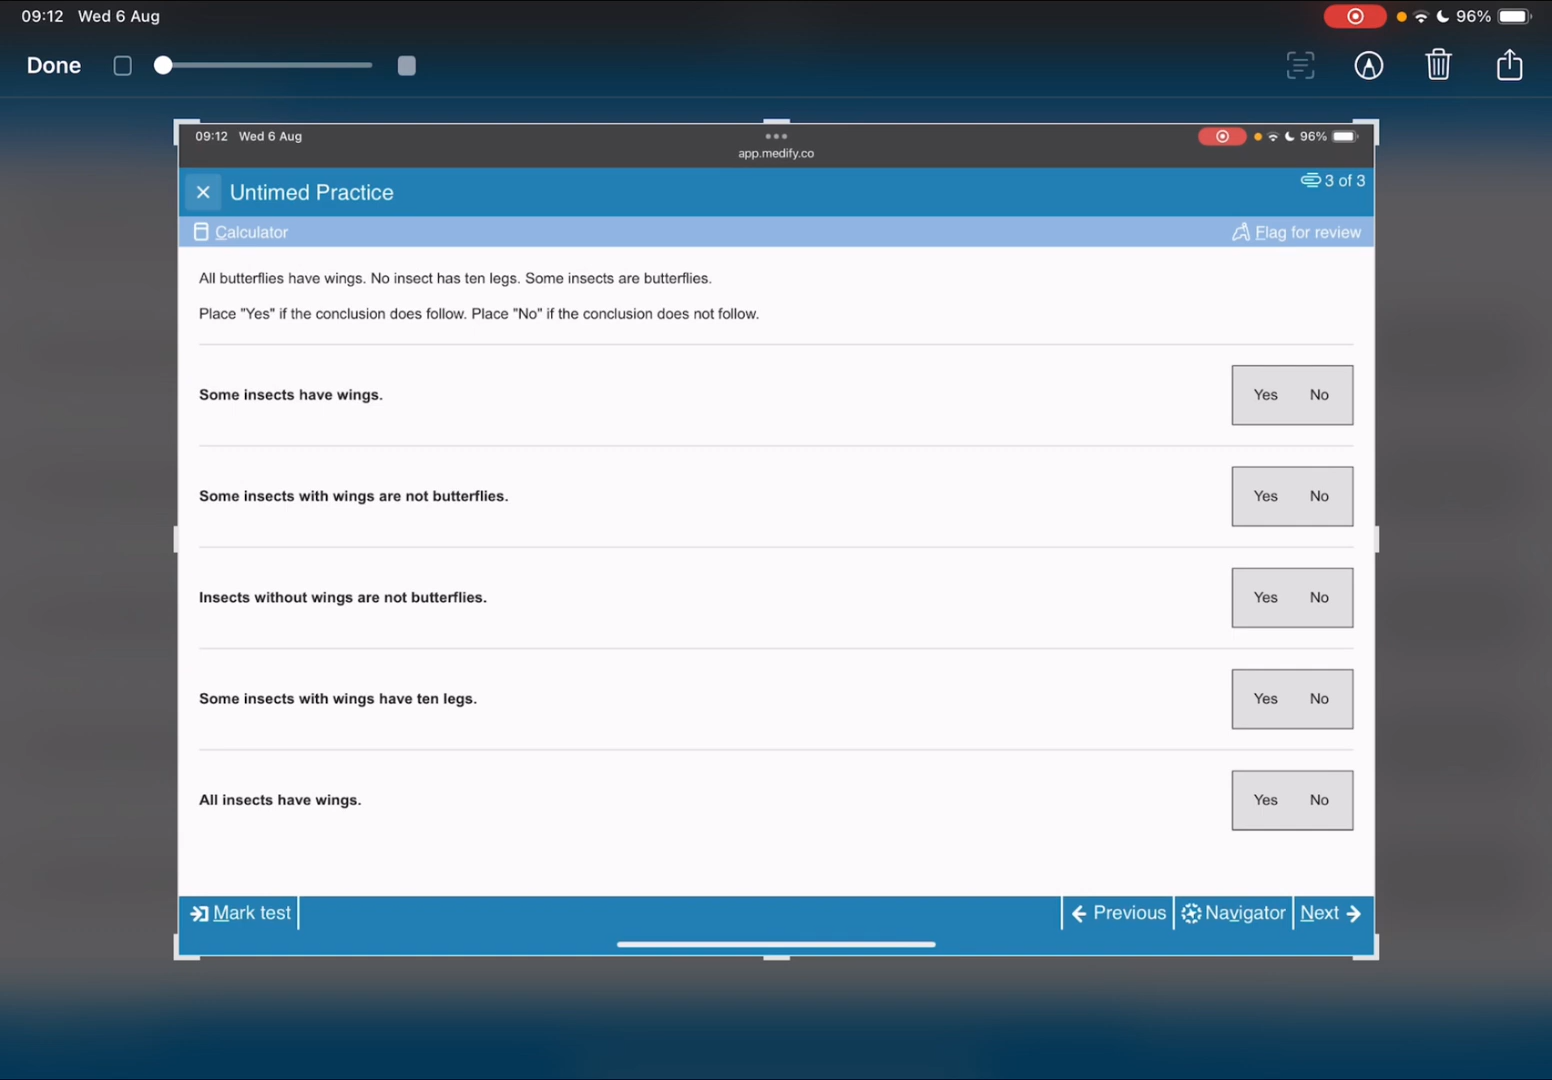 09:12 Wed 6 Aug
96%
Done
09:12 Wed 6 Aug
96%
app.medify.co
Untimed Practice
3 of 3
Calculator
Flag for review
All butterflies have wings. No insect has ten legs. Some insects are butterflies.
Place "Yes" if the conclusion does follow. Place "No" if the conclusion does not follow.
Some insects have wings.
Yes No
Some insects with wings are not butterflies.
Yes No
Insects without wings are not butterflies.
Yes No
Some insects with wings have ten legs.
Yes No
All insects have wings.
Yes No
Mark test
Previous
Navigator
Next